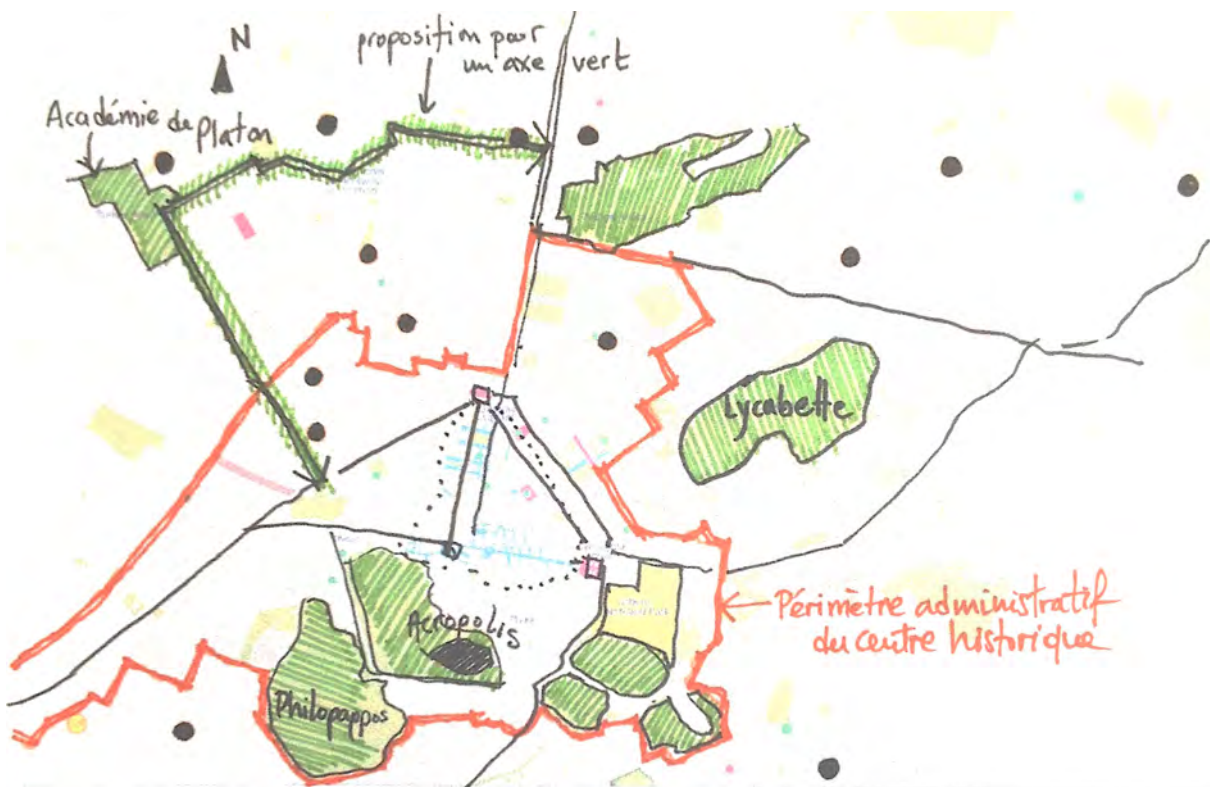 N
proposition pour
un axe vert
Académie de Platon
Lycabette
Acropolis
Philopappos
Périmètre administratif
du centre historique